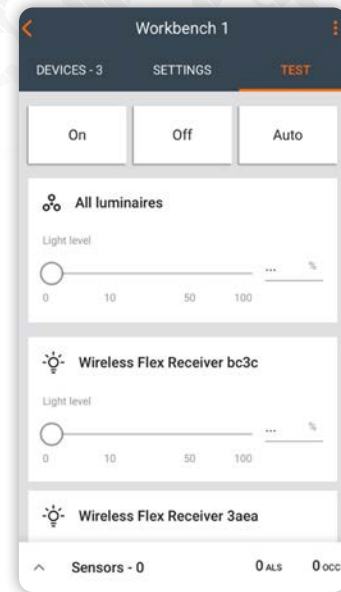 Workbench 1
DEVICES - 3 SETTINGS TEST
On Off Auto
All luminaires
Light level
... %
0 10 50 100
Wireless Flex Receiver bc3c
Light level
... %
0 10 50 100
Wireless Flex Receiver 3aea
Sensors - 0 0 ALS 0 OCC